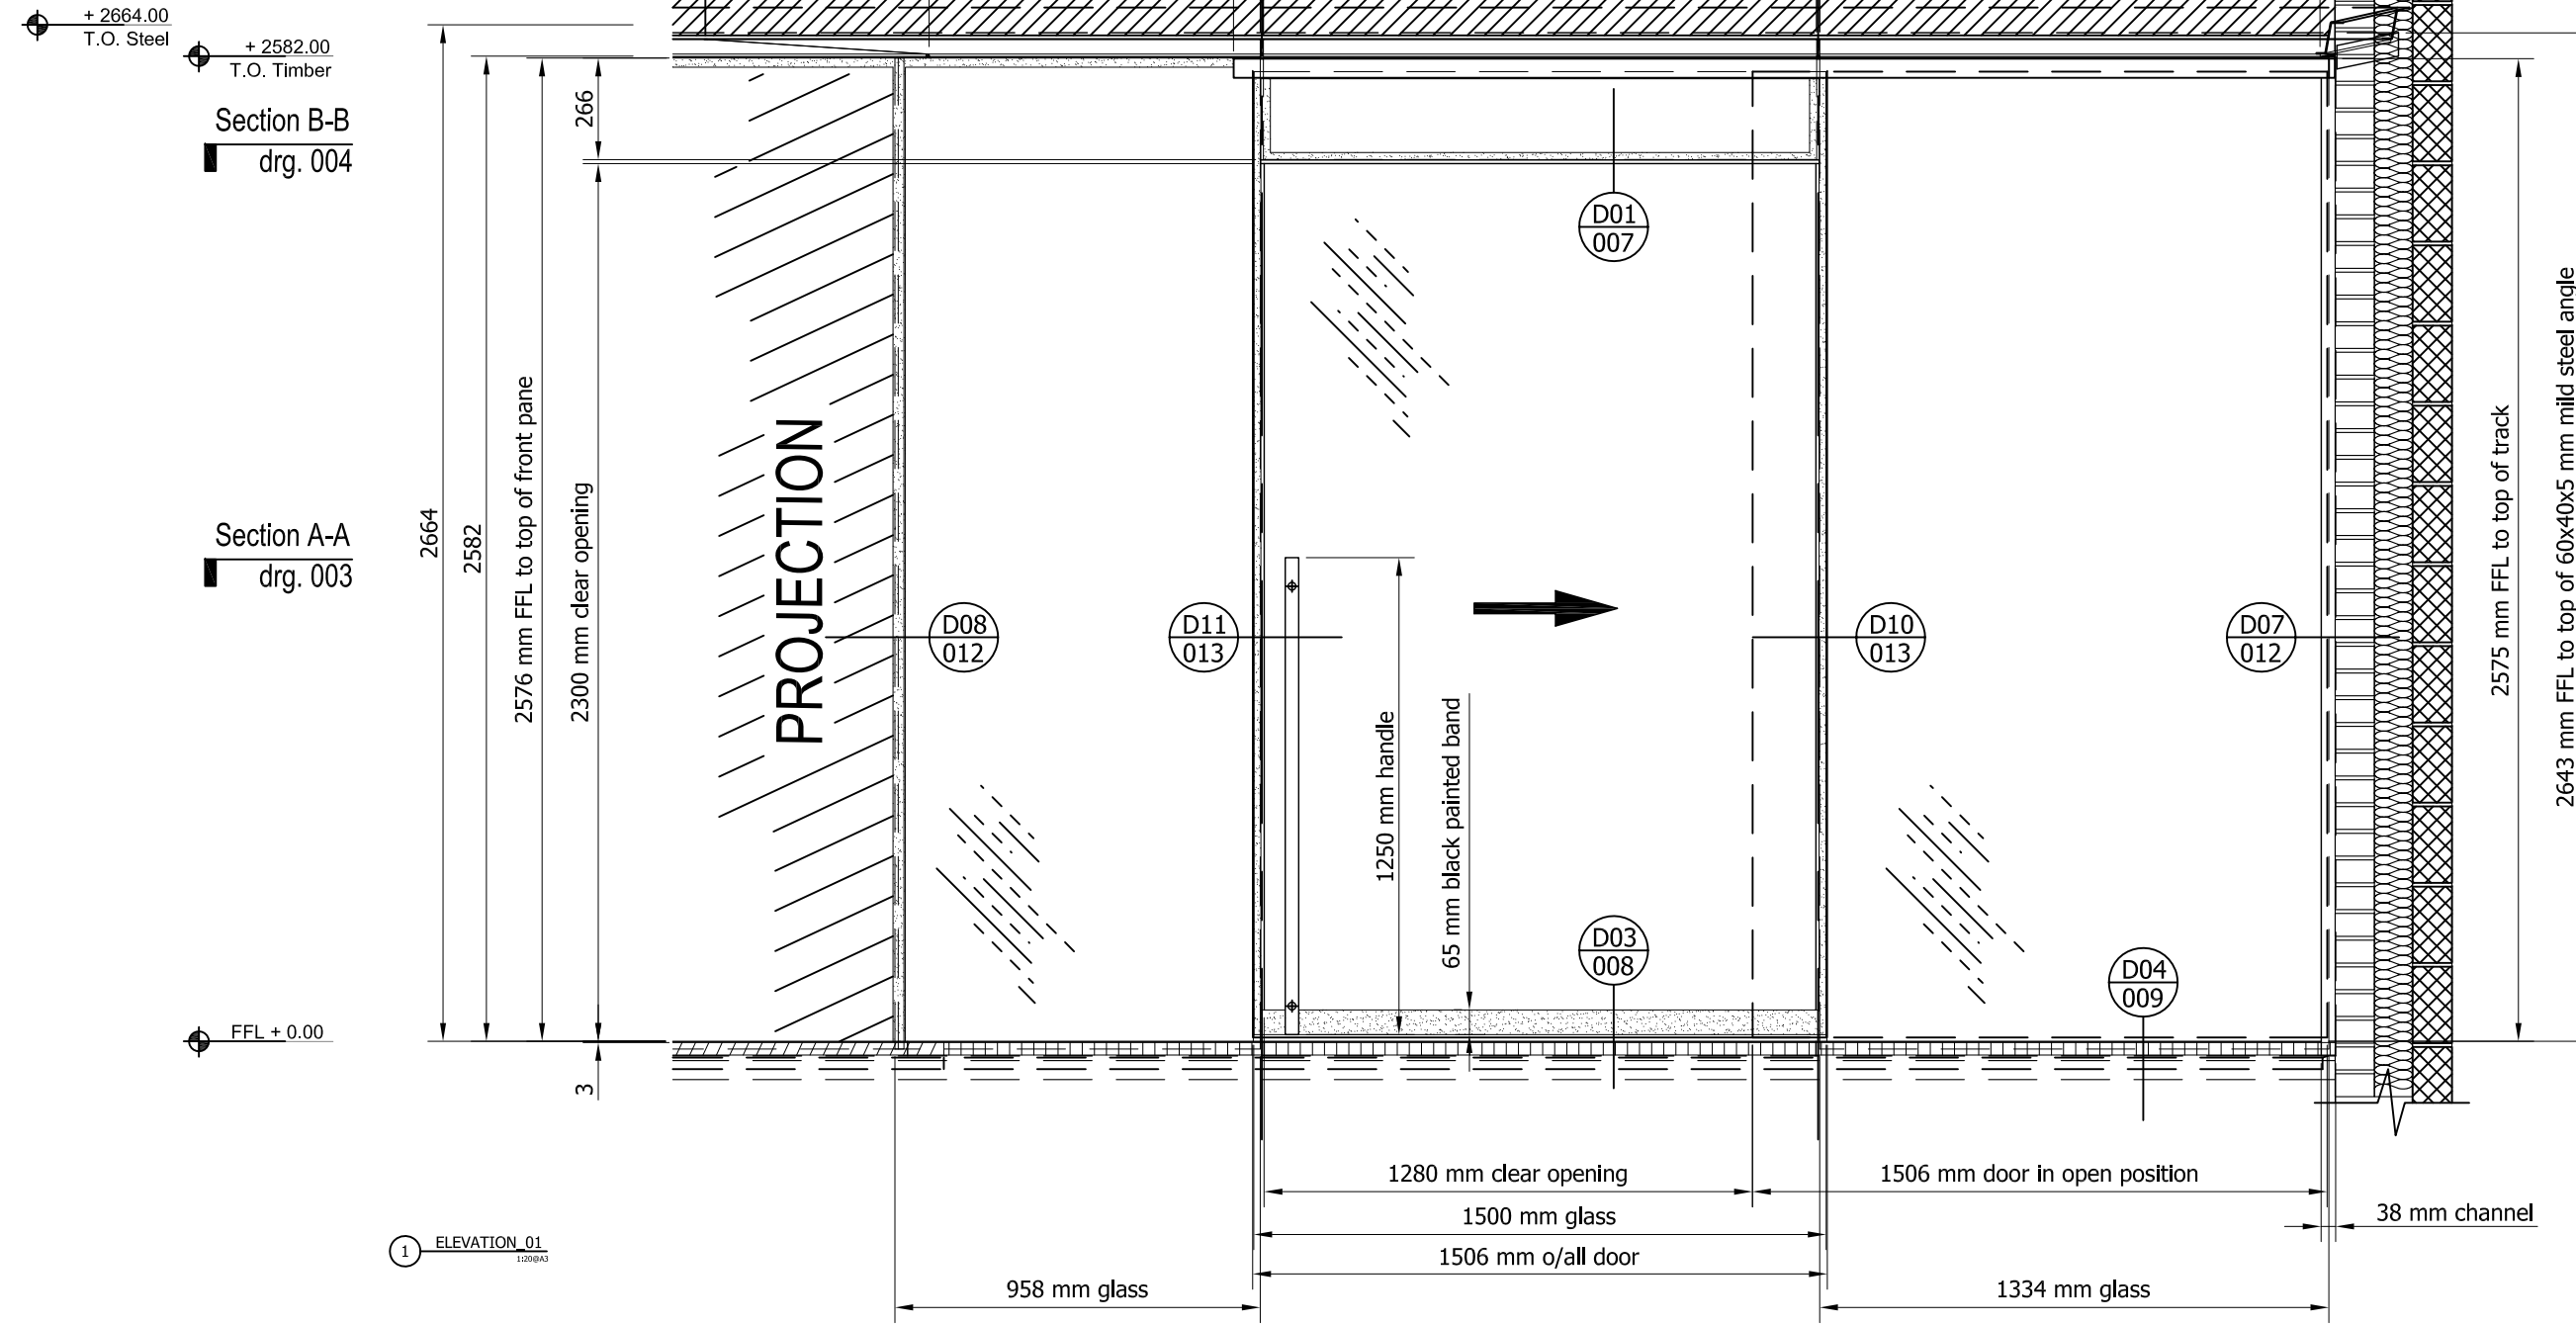 + 2664.00
T.O. Steel
+ 2582.00
T.O. Timber
Section B-B
drg. 004
Section A-A
drg. 003
FFL + 0.00
2664
2582
2576 mm FFL to top of front pane
266
2300 mm clear opening
3
PROJECTION
D08
012
D11
013
D01
007
1250 mm handle
65 mm black painted band
D03
008
D10
013
D04
009
D07
012
2575 mm FFL to top of track
2643 mm FFL to top of 60x40x5 mm mild steel angle
1280 mm clear opening
1506 mm door in open position
1500 mm glass
38 mm channel
1506 mm o/all door
958 mm glass
1334 mm glass
1
ELEVATION_01
1:20@A3